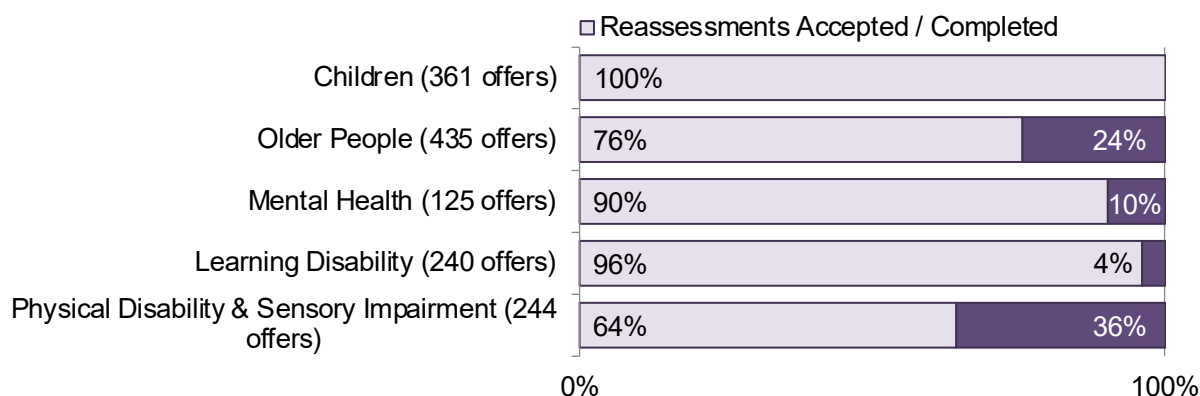 Reassessments Accepted / Completed
Children (361 offers)
100%
Older People (435 offers)
76%
24%
Mental Health (125 offers)
90%
10%
Learning Disability (240 offers)
96%
4%
Physical Disability & Sensory Impairment (244
offers)
64%
36%
0%
100%